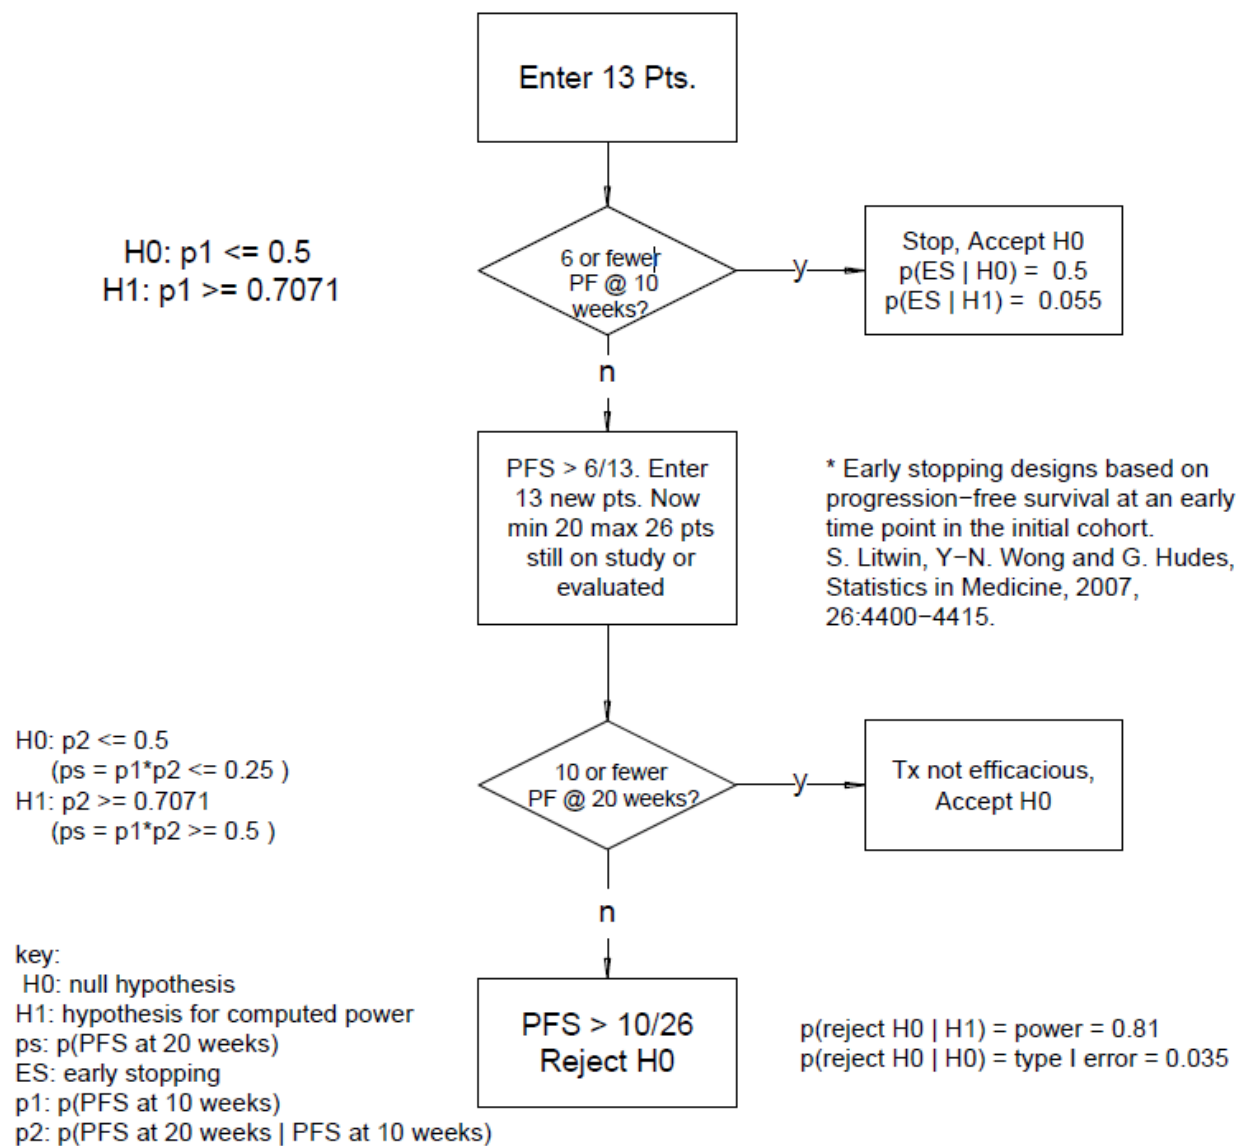 Enter 13 Pts.
H0: p1 <= 0.5
H1: p1 >= 0.7071
6 or fewer
PF @ 10
weeks?
y
Stop, Accept H0
p(ES | H0) = 0.5
p(ES | H1) = 0.055
n
PFS > 6/13. Enter
13 new pts. Now
min 20 max 26 pts
still on study or
evaluated
* Early stopping designs based on
progression−free survival at an early
time point in the initial cohort.
S. Litwin, Y−N. Wong and G. Hudes,
Statistics in Medicine, 2007,
26:4400−4415.
H0: p2 <= 0.5
(ps = p1*p2 <= 0.25 )
H1: p2 >= 0.7071
(ps = p1*p2 >= 0.5 )
10 or fewer
PF @ 20 weeks?
y
Tx not efficacious,
Accept H0
n
key:
H0: null hypothesis
H1: hypothesis for computed power
ps: p(PFS at 20 weeks)
ES: early stopping
p1: p(PFS at 10 weeks)
p2: p(PFS at 20 weeks | PFS at 10 weeks)
PFS > 10/26
Reject H0
p(reject H0 | H1) = power = 0.81
p(reject H0 | H0) = type I error = 0.035